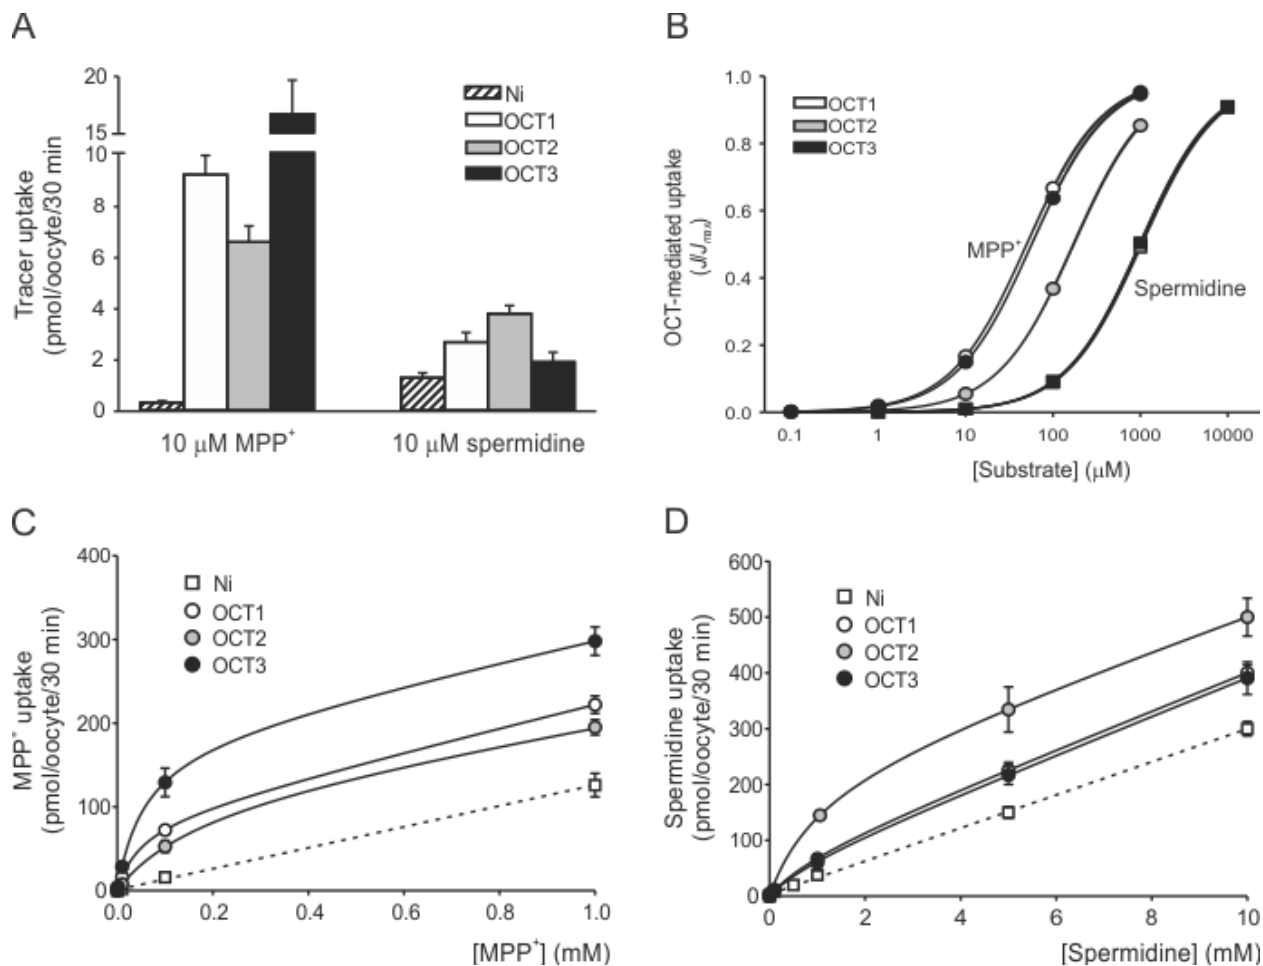 A
Tracer uptake
(pmol/oocyte/30 min)
20
15
10
8
6
4
2
0
Ni
OCT1
OCT2
OCT3
10 μM MPP⁺
10 μM spermidine
B
OCT-mediated uptake
(J/Jmax)
1.0
0.8
0.6
0.4
0.2
0.0
OCT1
OCT2
OCT3
MPP⁺
Spermidine
0.1
1
10
100
1000
10000
[Substrate] (μM)
C
MPP⁺ uptake
(pmol/oocyte/30 min)
400
300
200
100
0
Ni
OCT1
OCT2
OCT3
0.0
0.2
0.4
0.6
0.8
1.0
[MPP⁺] (mM)
D
Spermidine uptake
(pmol/oocyte/30 min)
600
500
400
300
200
100
0
Ni
OCT1
OCT2
OCT3
0
2
4
6
8
10
[Spermidine] (mM)